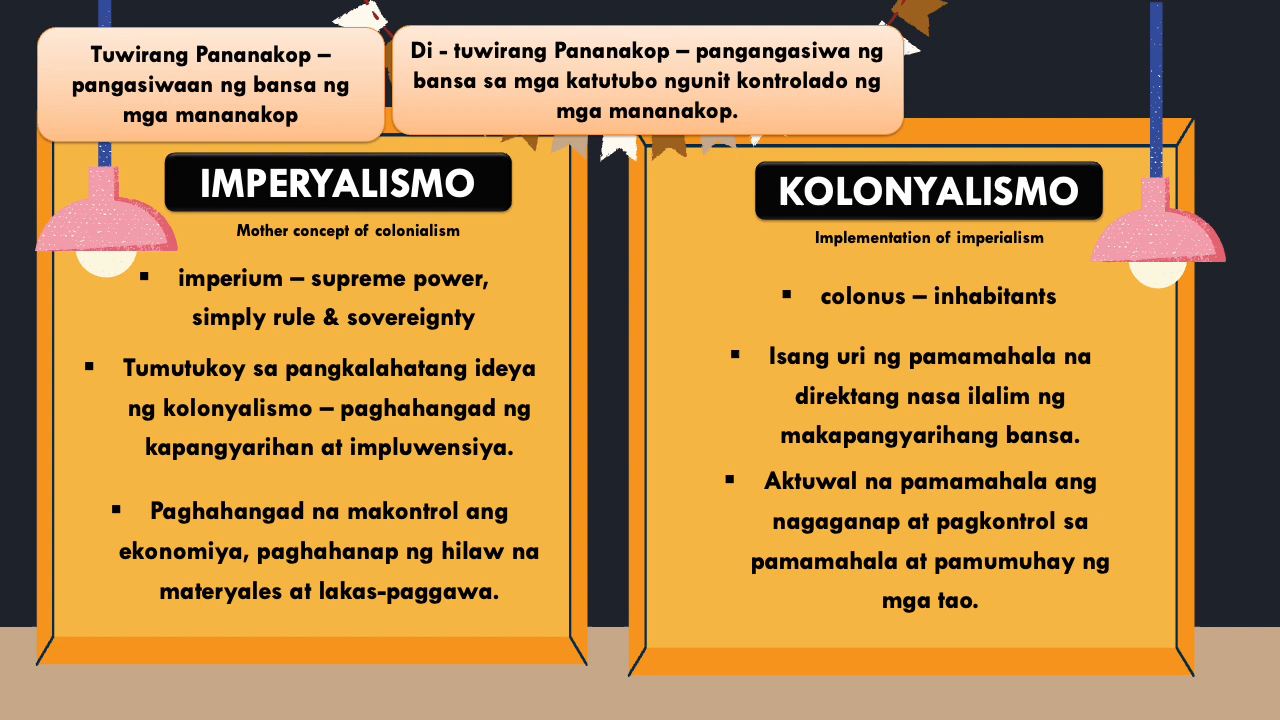 Tuwirang Pananakop –
pangasiwaan ng bansa ng
mga mananakop
Di - tuwirang Pananakop – pangangasiwa ng
bansa sa mga katutubo ngunit kontrolado ng
mga mananakop.
IMPERYALISMO
Mother concept of colonialism
▪ imperium – supreme power,
simply rule & sovereignty
▪ Tumutukoy sa pangkalahatang ideya
ng kolonyalismo – paghahangad ng
kapangyarihan at impluwensiya.
▪ Paghahangad na makontrol ang
ekonomiya, paghahanap ng hilaw na
materyales at lakas-paggawa.
KOLONYALISMO
Implementation of imperialism
▪ colonus – inhabitants
▪ Isang uri ng pamamahala na
direktang nasa ilalim ng
makapangyarihang bansa.
▪ Aktuwal na pamamahala ang
nagaganap at pagkontrol sa
pamamahala at pamumuhay ng
mga tao.